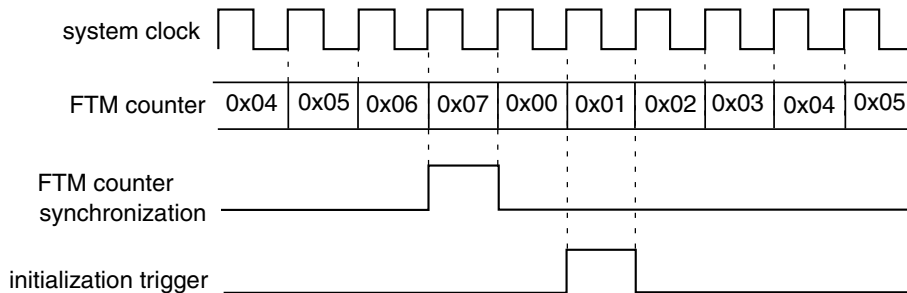 system clock
FTM counter 0x04 0x05 0x06 0x07 0x00 0x01 0x02 0x03 0x04 0x05
FTM counter
synchronization
initialization trigger